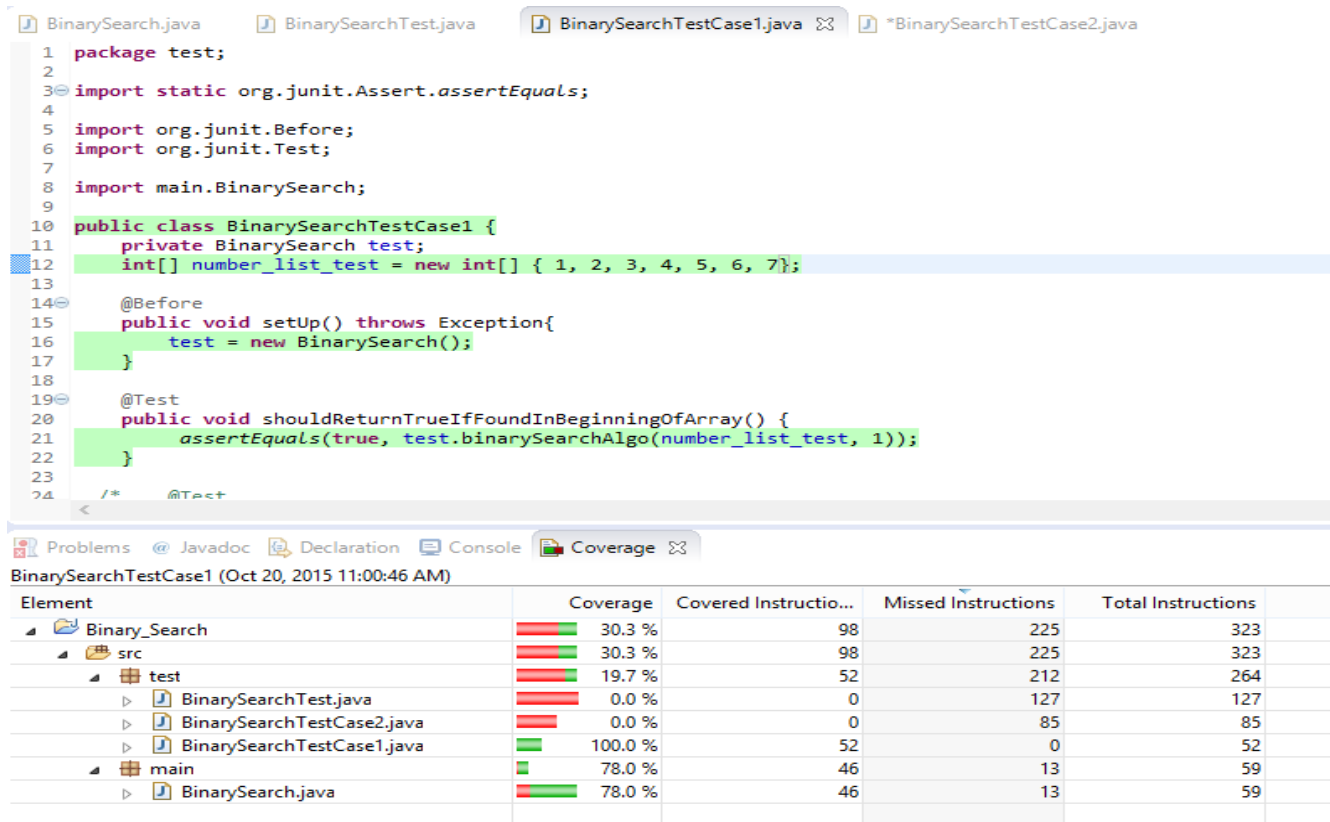 BinarySearch.java BinarySearchTest.java BinarySearchTestCase1.java *BinarySearchTestCase2.java
1 package test;
2
3 import static org.junit.Assert.assertEquals;
4
5 import org.junit.Before;
6 import org.junit.Test;
7
8 import main.BinarySearch;
9
10 public class BinarySearchTestCase1 {
11 private BinarySearch test;
12 int[] number_list_test = new int[] { 1, 2, 3, 4, 5, 6, 7};
13
14 @Before
15 public void setUp() throws Exception{
16 test = new BinarySearch();
17 }
18
19 @Test
20 public void shouldReturnTrueIfFoundInBeginningOfArray() {
21 assertEquals(true, test.binarySearchAlgo(number_list_test, 1));
22 }
23
24 /* @Test
Problems @ Javadoc Declaration Console Coverage
BinarySearchTestCase1 (Oct 20, 2015 11:00:46 AM)
Element Coverage Covered Instructio... Missed Instructions Total Instructions
Binary_Search 30.3 % 98 225 323
src 30.3 % 98 225 323
test 19.7 % 52 212 264
BinarySearchTest.java 0.0 % 0 127 127
BinarySearchTestCase2.java 0.0 % 0 85 85
BinarySearchTestCase1.java 100.0 % 52 0 52
main 78.0 % 46 13 59
BinarySearch.java 78.0 % 46 13 59